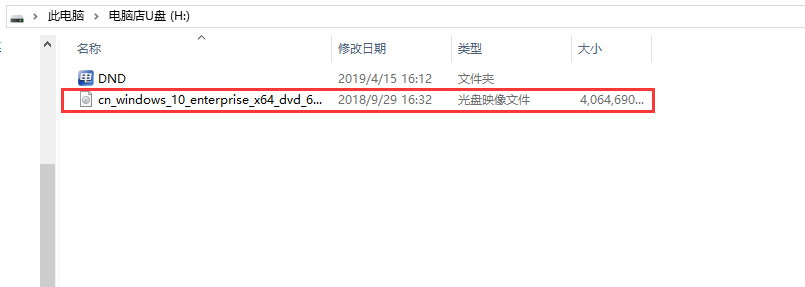 此电脑 > 电脑店U盘 (H:)
名称 修改日期 类型 大小
DND 2019/4/15 16:12 文件夹
cn_windows_10_enterprise_x64_dvd_6... 2018/9/29 16:32 光盘映像文件 4,064,690...